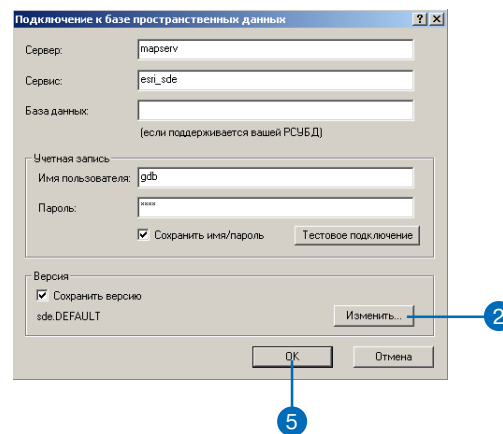 Подключение к базе пространственных данных
Сервер: mapserv
Сервис: esri_sde
База данных:
(если поддерживается вашей РСУБД)
Учетная запись
Имя пользователя: gdb
Пароль: ****
Сохранить имя/пароль Тестовое подключение
Версия
Сохранить версию
sde.DEFAULT Изменить... 2
OK Отмена
5